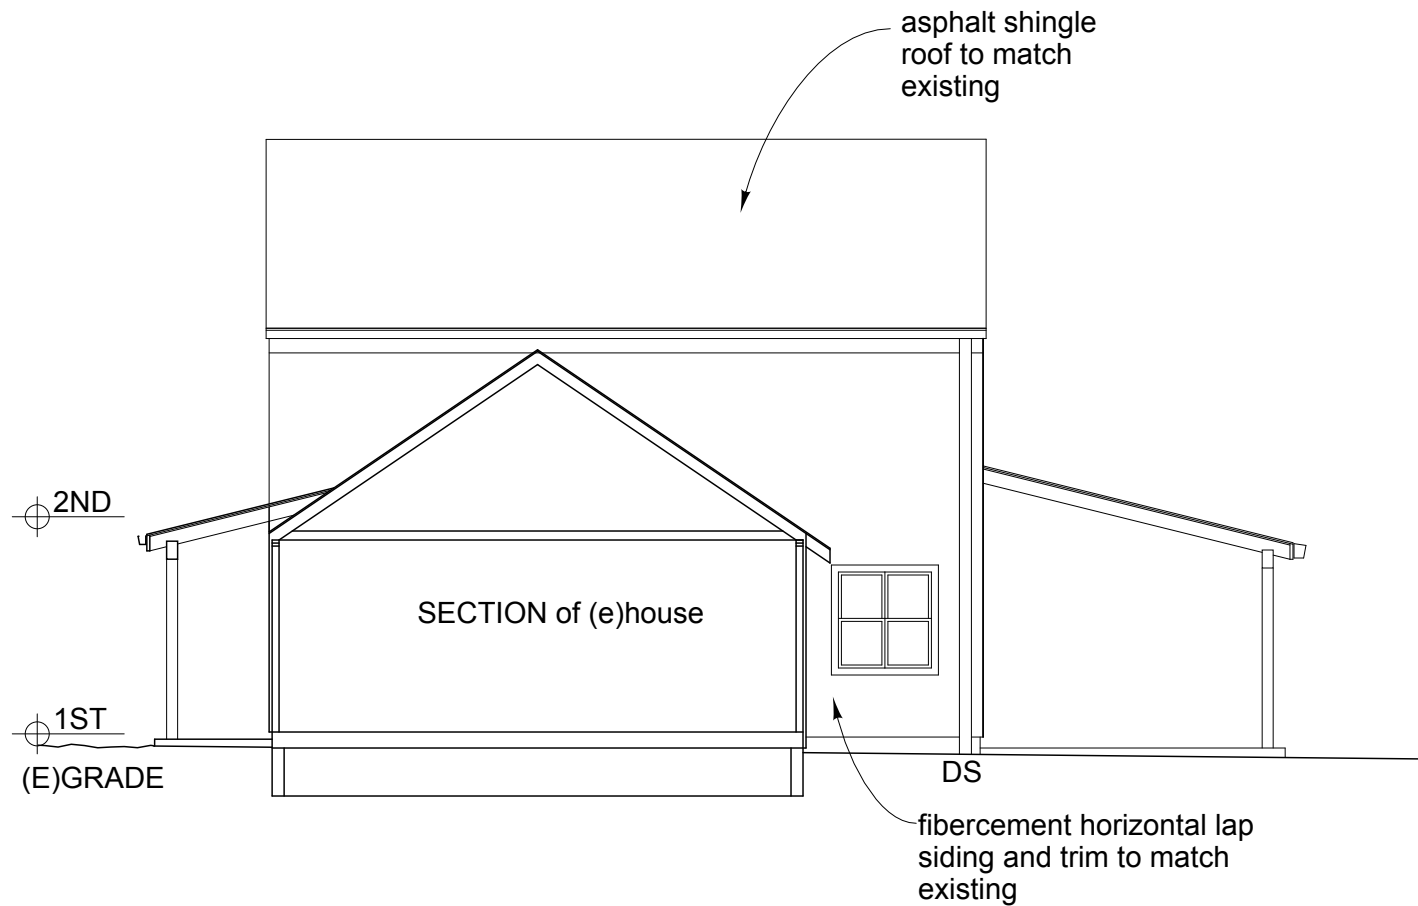 asphalt shingle
roof to match
existing
2ND
SECTION of (e)house
1ST
(E)GRADE
DS
fibercement horizontal lap
siding and trim to match
existing